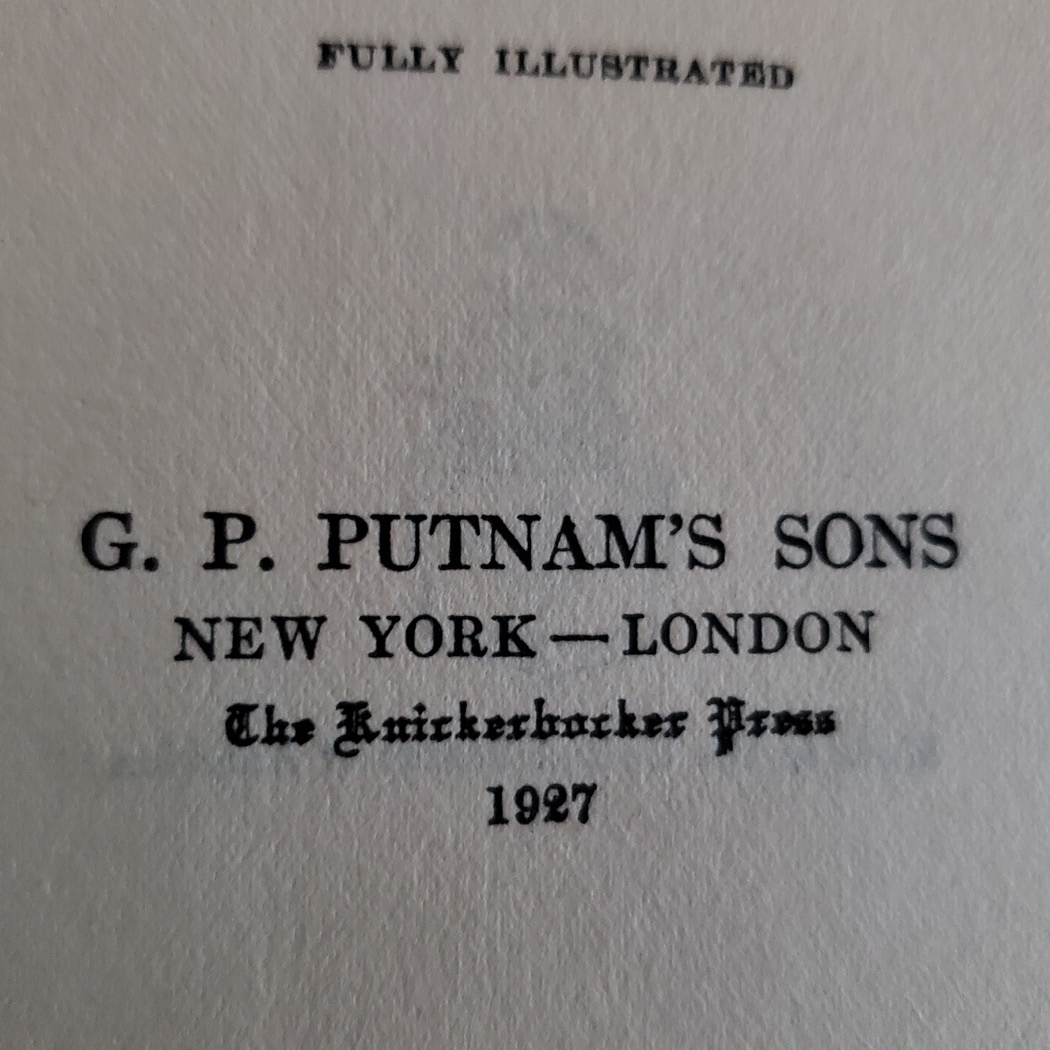 FULLY ILLUSTRATED
G. P. PUTNAM'S SONS
NEW YORK — LONDON
The Knickerbocker Press
1927